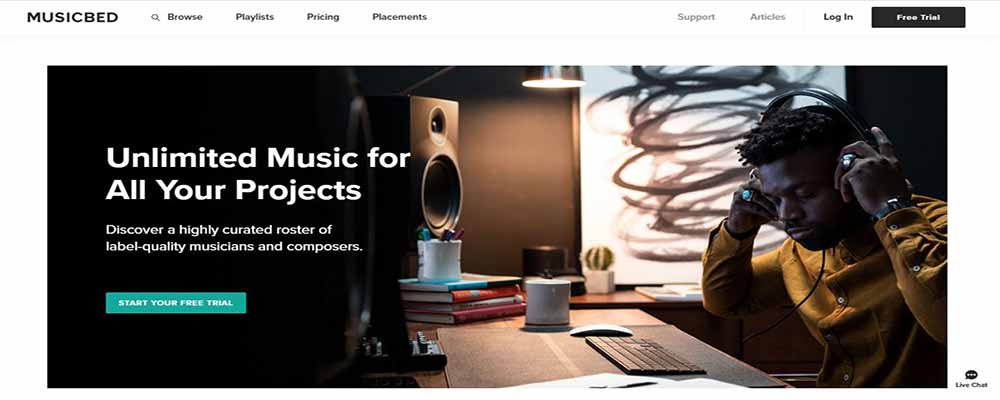 MUSICBED Browse Playlists Pricing Placements Support Articles Log In Free Trial
Unlimited Music for
All Your Projects
Discover a highly curated roster of
label-quality musicians and composers.
START YOUR FREE TRIAL
Live Chat